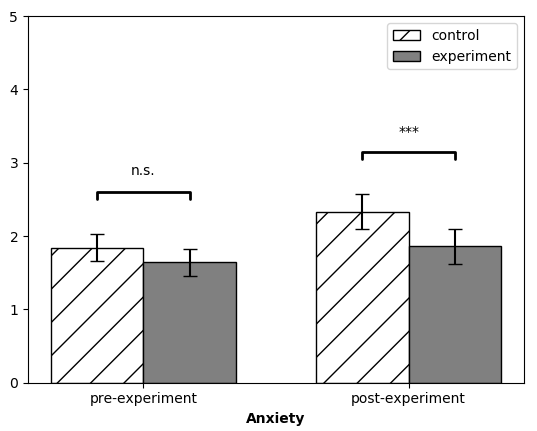 5
4
3
2
1
0
control
experiment
n.s.
***
pre-experiment
post-experiment
Anxiety